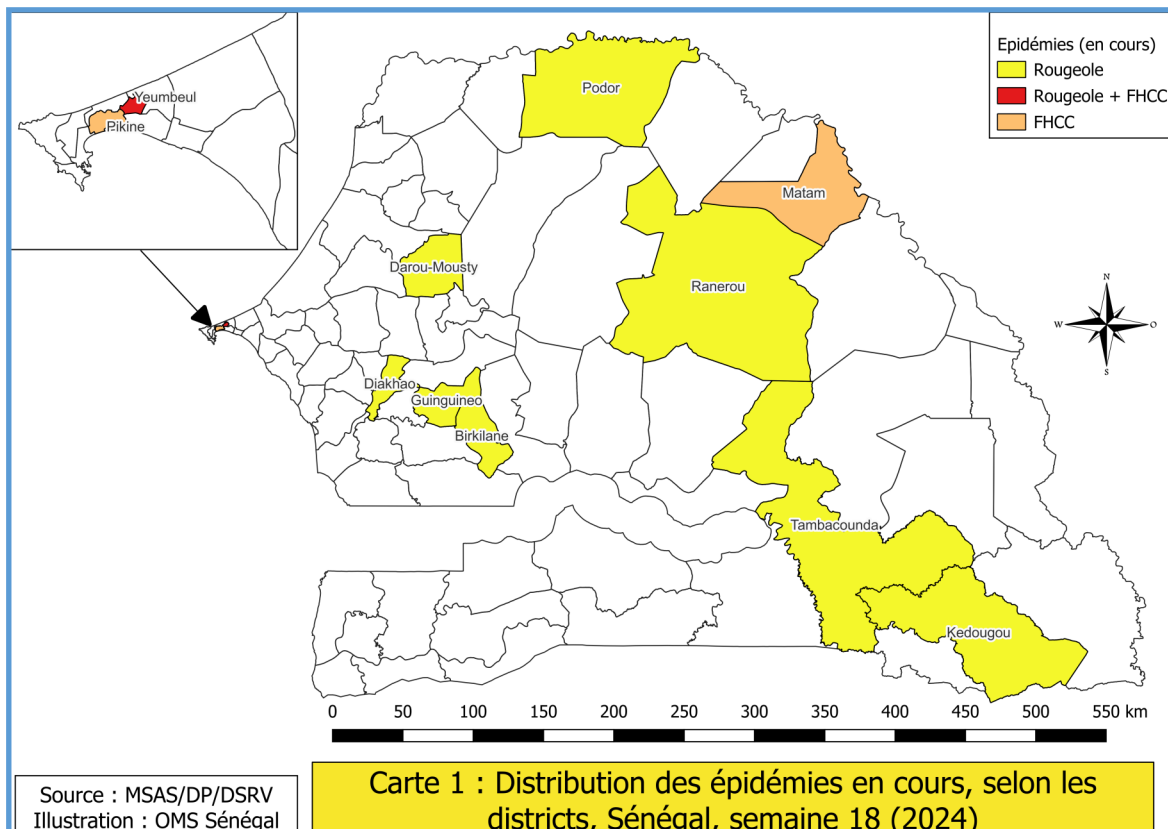 Yeumbeul
Pikine
Epidémies (en cours)
Rougeole
Rougeole + FHCC
FHCC
Podor
Matam
Darou-Mousty
Ranerou
N
W
O
S
Diakhao
Guinguineo
Birkilane
Tambacounda
Kedougou
0 50 100 150 200 250 300 350 400 450 500 550 km
Source : MSAS/DP/DSRV
Illustration : OMS Sénégal
Carte 1 : Distribution des épidémies en cours, selon les
districts, Sénégal, semaine 18 (2024)